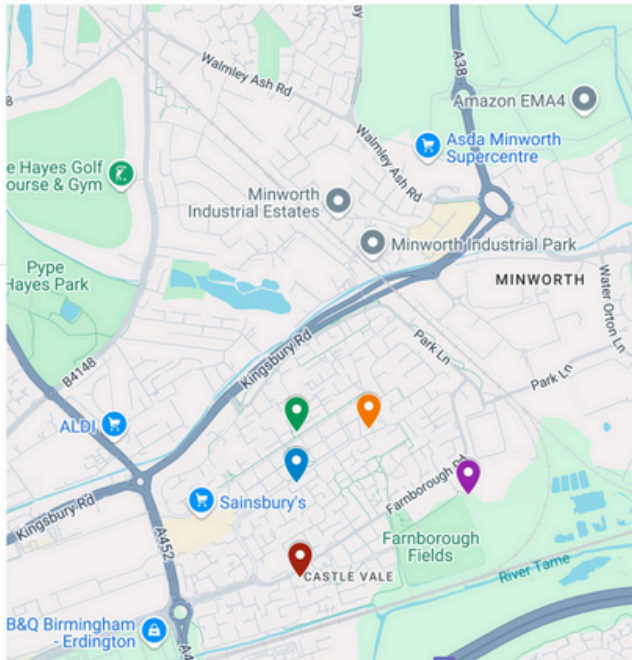 Walmley Ash Rd
A38
Amazon EMA4
Asda Minworth
Supercentre
Walmley Ash Rd
e Hayes Golf
ourse & Gym
Minworth
Industrial Estates
Minworth Industrial Park
Pype
Hayes Park
MINWORTH
Water Orton Ln
Kingsbury Rd
Park Ln
B4148
Park Ln
ALDI
Sainsbury's
Farnborough Rd
Kingsbury Rd
A452
Farnborough
Fields
CASTLE VALE
River Tame
B&Q Birmingham
- Erdington
A4